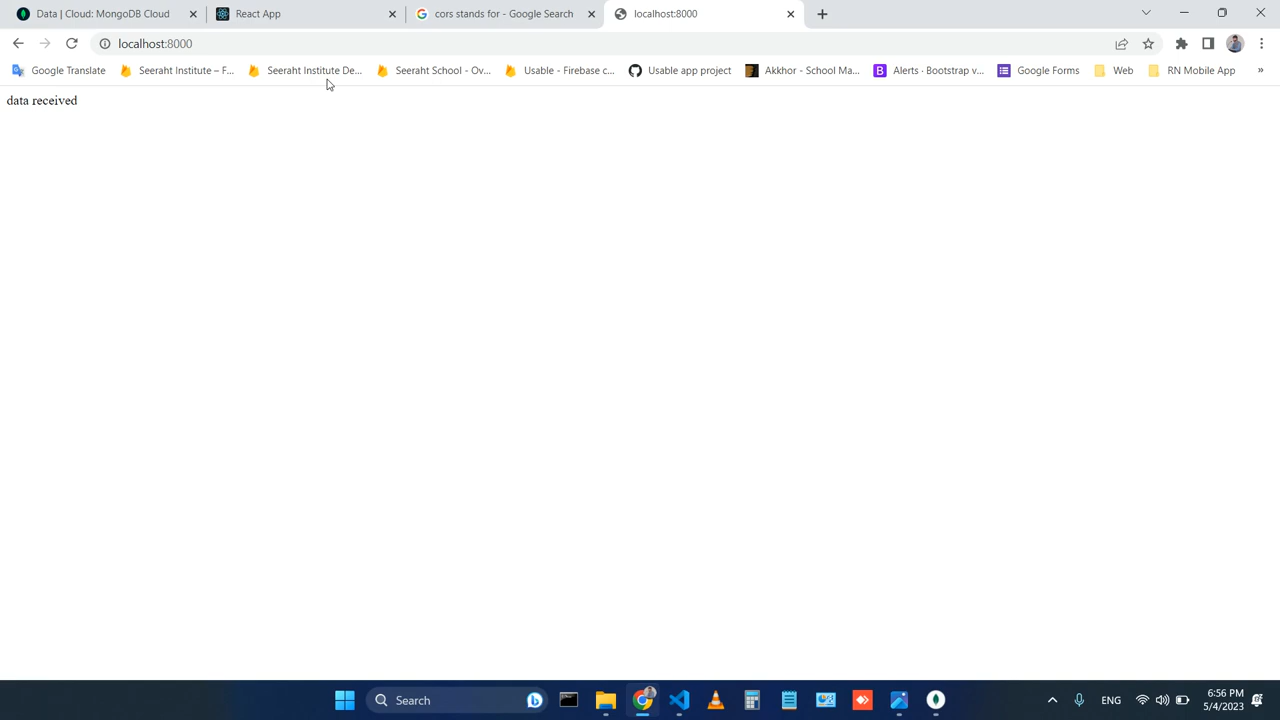 Data | Cloud: MongoDB Cloud
React App
cors stands for - Google Search
localhost:8000
localhost:8000
Google Translate
Seeraht Institute – F...
Seeraht Institute De...
Seeraht School - Ov...
Usable - Firebase c...
Usable app project
Akkhor - School Ma...
Alerts · Bootstrap v...
Google Forms
Web
RN Mobile App
»
data received
Search
ENG
6:56 PM
5/4/2023